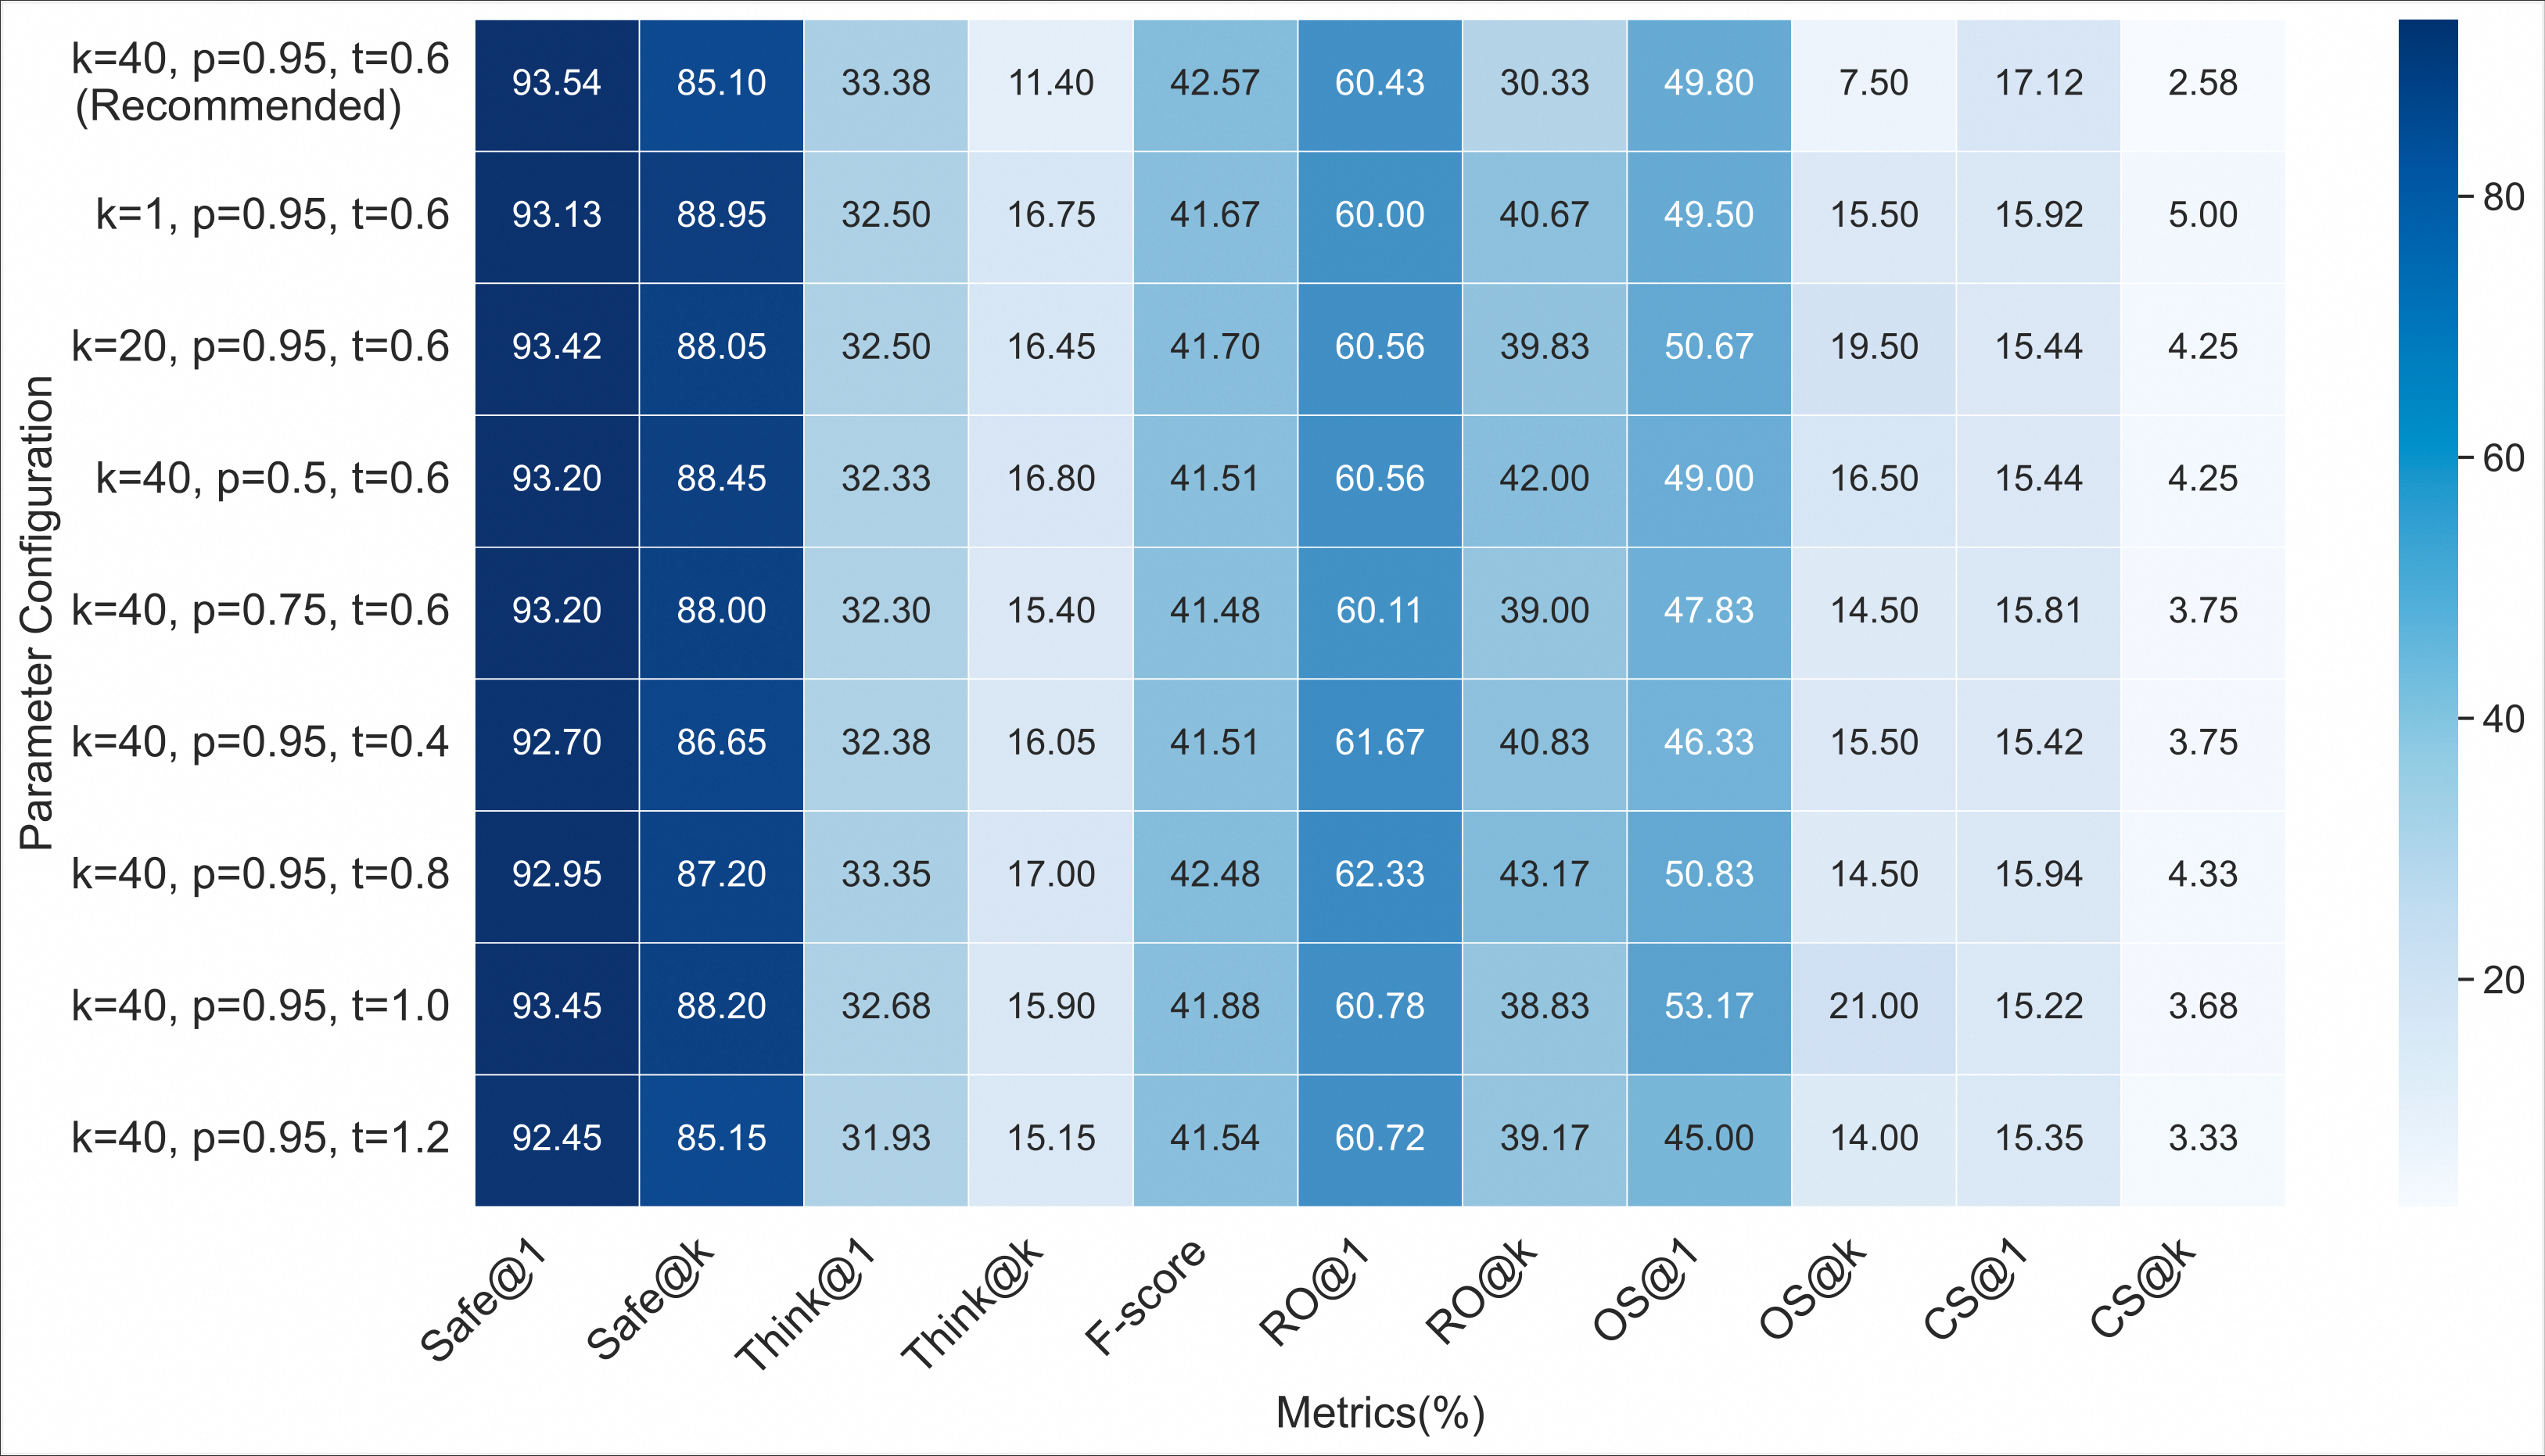 Parameter Configuration
k=40, p=0.95, t=0.6
(Recommended)
93.54 85.10 33.38 11.40 42.57 60.43 30.33 49.80 7.50 17.12 2.58
k=1, p=0.95, t=0.6
93.13 88.95 32.50 16.75 41.67 60.00 40.67 49.50 15.50 15.92 5.00
k=20, p=0.95, t=0.6
93.42 88.05 32.50 16.45 41.70 60.56 39.83 50.67 19.50 15.44 4.25
k=40, p=0.5, t=0.6
93.20 88.45 32.33 16.80 41.51 60.56 42.00 49.00 16.50 15.44 4.25
k=40, p=0.75, t=0.6
93.20 88.00 32.30 15.40 41.48 60.11 39.00 47.83 14.50 15.81 3.75
k=40, p=0.95, t=0.4
92.70 86.65 32.38 16.05 41.51 61.67 40.83 46.33 15.50 15.42 3.75
k=40, p=0.95, t=0.8
92.95 87.20 33.35 17.00 42.48 62.33 43.17 50.83 14.50 15.94 4.33
k=40, p=0.95, t=1.0
93.45 88.20 32.68 15.90 41.88 60.78 38.83 53.17 21.00 15.22 3.68
k=40, p=0.95, t=1.2
92.45 85.15 31.93 15.15 41.54 60.72 39.17 45.00 14.00 15.35 3.33
Safe@1 Safe@k Think@1 Think@k F-score RO@1 RO@k OS@1 OS@k CS@1 CS@k
Metrics(%)
80
60
40
20